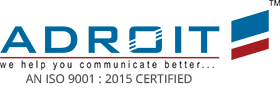 TM
ADROIT
we help you communicate better...
AN ISO 9001 : 2015 CERTIFIED